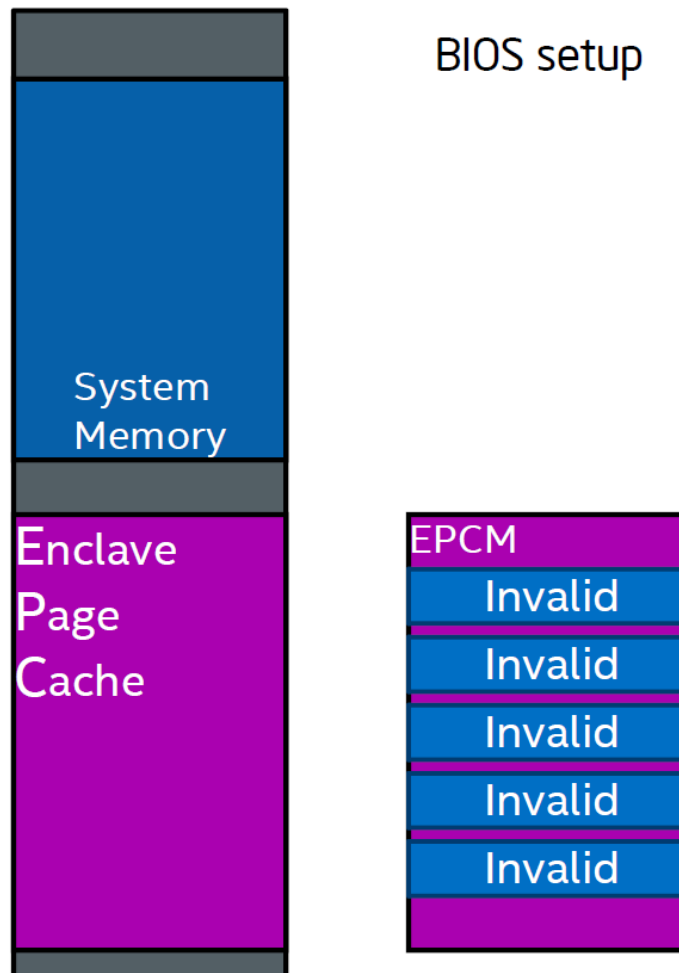 BIOS setup
System
Memory
Enclave
Page
Cache
EPCM
Invalid
Invalid
Invalid
Invalid
Invalid